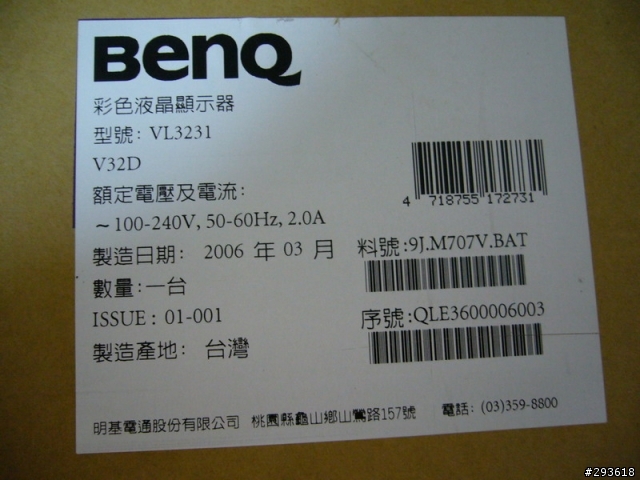 BenQ
彩色液晶顯示器
型號: VL3231
V32D
額定電壓及電流:
~100-240V, 50-60Hz, 2.0A
4 718755 172731
製造日期: 2006 年 03 月
料號:9J.M707V.BAT
數量:一台
ISSUE : 01-001
序號:QLE3600006003
製造產地: 台灣
明基電通股份有限公司 桃園縣龜山鄉山鶯路157號 電話: (03)359-8800
#293618